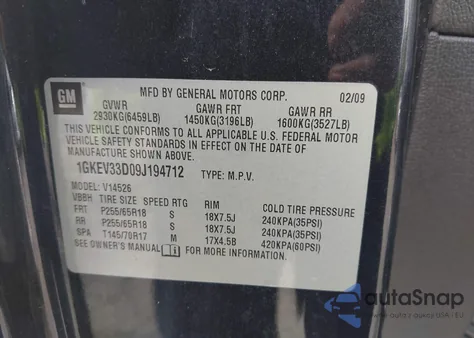 GM
MFD BY GENERAL MOTORS CORP. 02/09
GVWR GAWR FRT GAWR RR
2930KG(6459LB) 1450KG(3196LB) 1600KG(3527LB)
THIS VEHICLE CONFORMS TO ALL APPLICABLE U.S. FEDERAL MOTOR
VEHICLE SAFETY STANDARDS IN EFFECT ON THE DATE OF
MANUFACTURE SHOWN ABOVE.
1GKEV33D09J194712 TYPE: M.P.V.
MODEL: V14526
VBBH TIRE SIZE SPEED RTG RIM COLD TIRE PRESSURE
FRT P255/65R18 S 18X7.5J 240KPA(35PSI)
RR P255/65R18 S 18X7.5J 240KPA(35PSI)
SPA T145/70R17 M 17X4.5B 420KPA(60PSI)
SEE OWNER'S MANUAL FOR MORE INFORMATION.
autoSnap